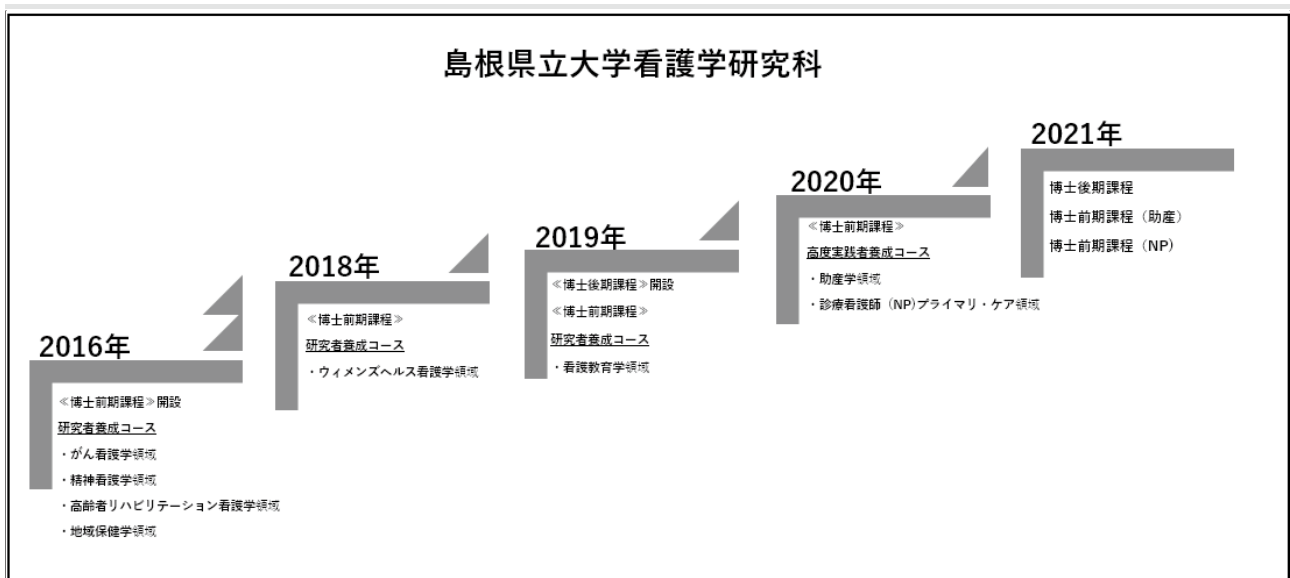 島根県立大学看護学研究科
2016年
≪博士前期課程≫開設
研究者養成コース
・がん看護学領域
・精神看護学領域
・高齢者リハビリテーション看護学領域
・地域保健学領域
2018年
≪博士前期課程≫
研究者養成コース
・ウィメンズヘルス看護学領域
2019年
≪博士後期課程≫開設
≪博士前期課程≫
研究者養成コース
・看護教育学領域
2020年
≪博士前期課程≫
高度実践者養成コース
・助産学領域
・診療看護師（NP)プライマリ・ケア領域
2021年
博士後期課程
博士前期課程（助産）
博士前期課程（NP）